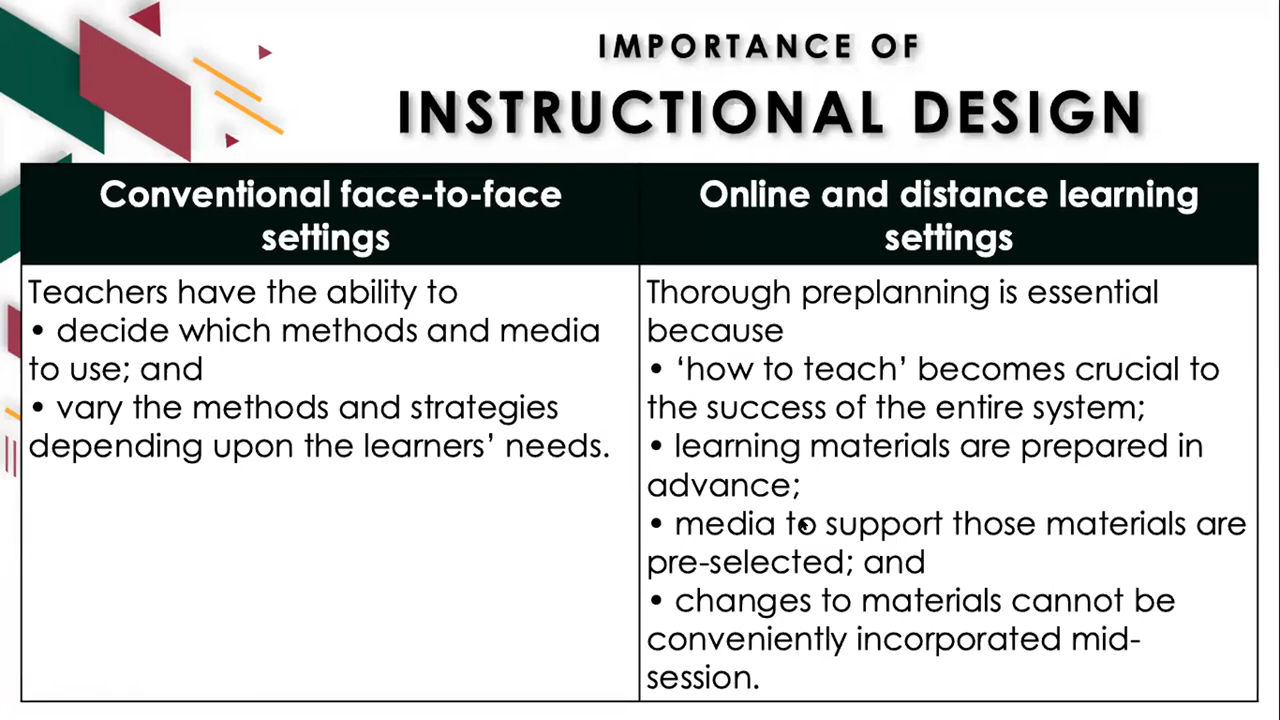 IMPORTANCE OF
INSTRUCTIONAL DESIGN
Conventional face-to-face
settings
Teachers have the ability to
• decide which methods and media
to use; and
• vary the methods and strategies
depending upon the learners’ needs.
Online and distance learning
settings
Thorough preplanning is essential
because
• ‘how to teach’ becomes crucial to
the success of the entire system;
• learning materials are prepared in
advance;
• media to support those materials are
pre-selected; and
• changes to materials cannot be
conveniently incorporated mid-
session.